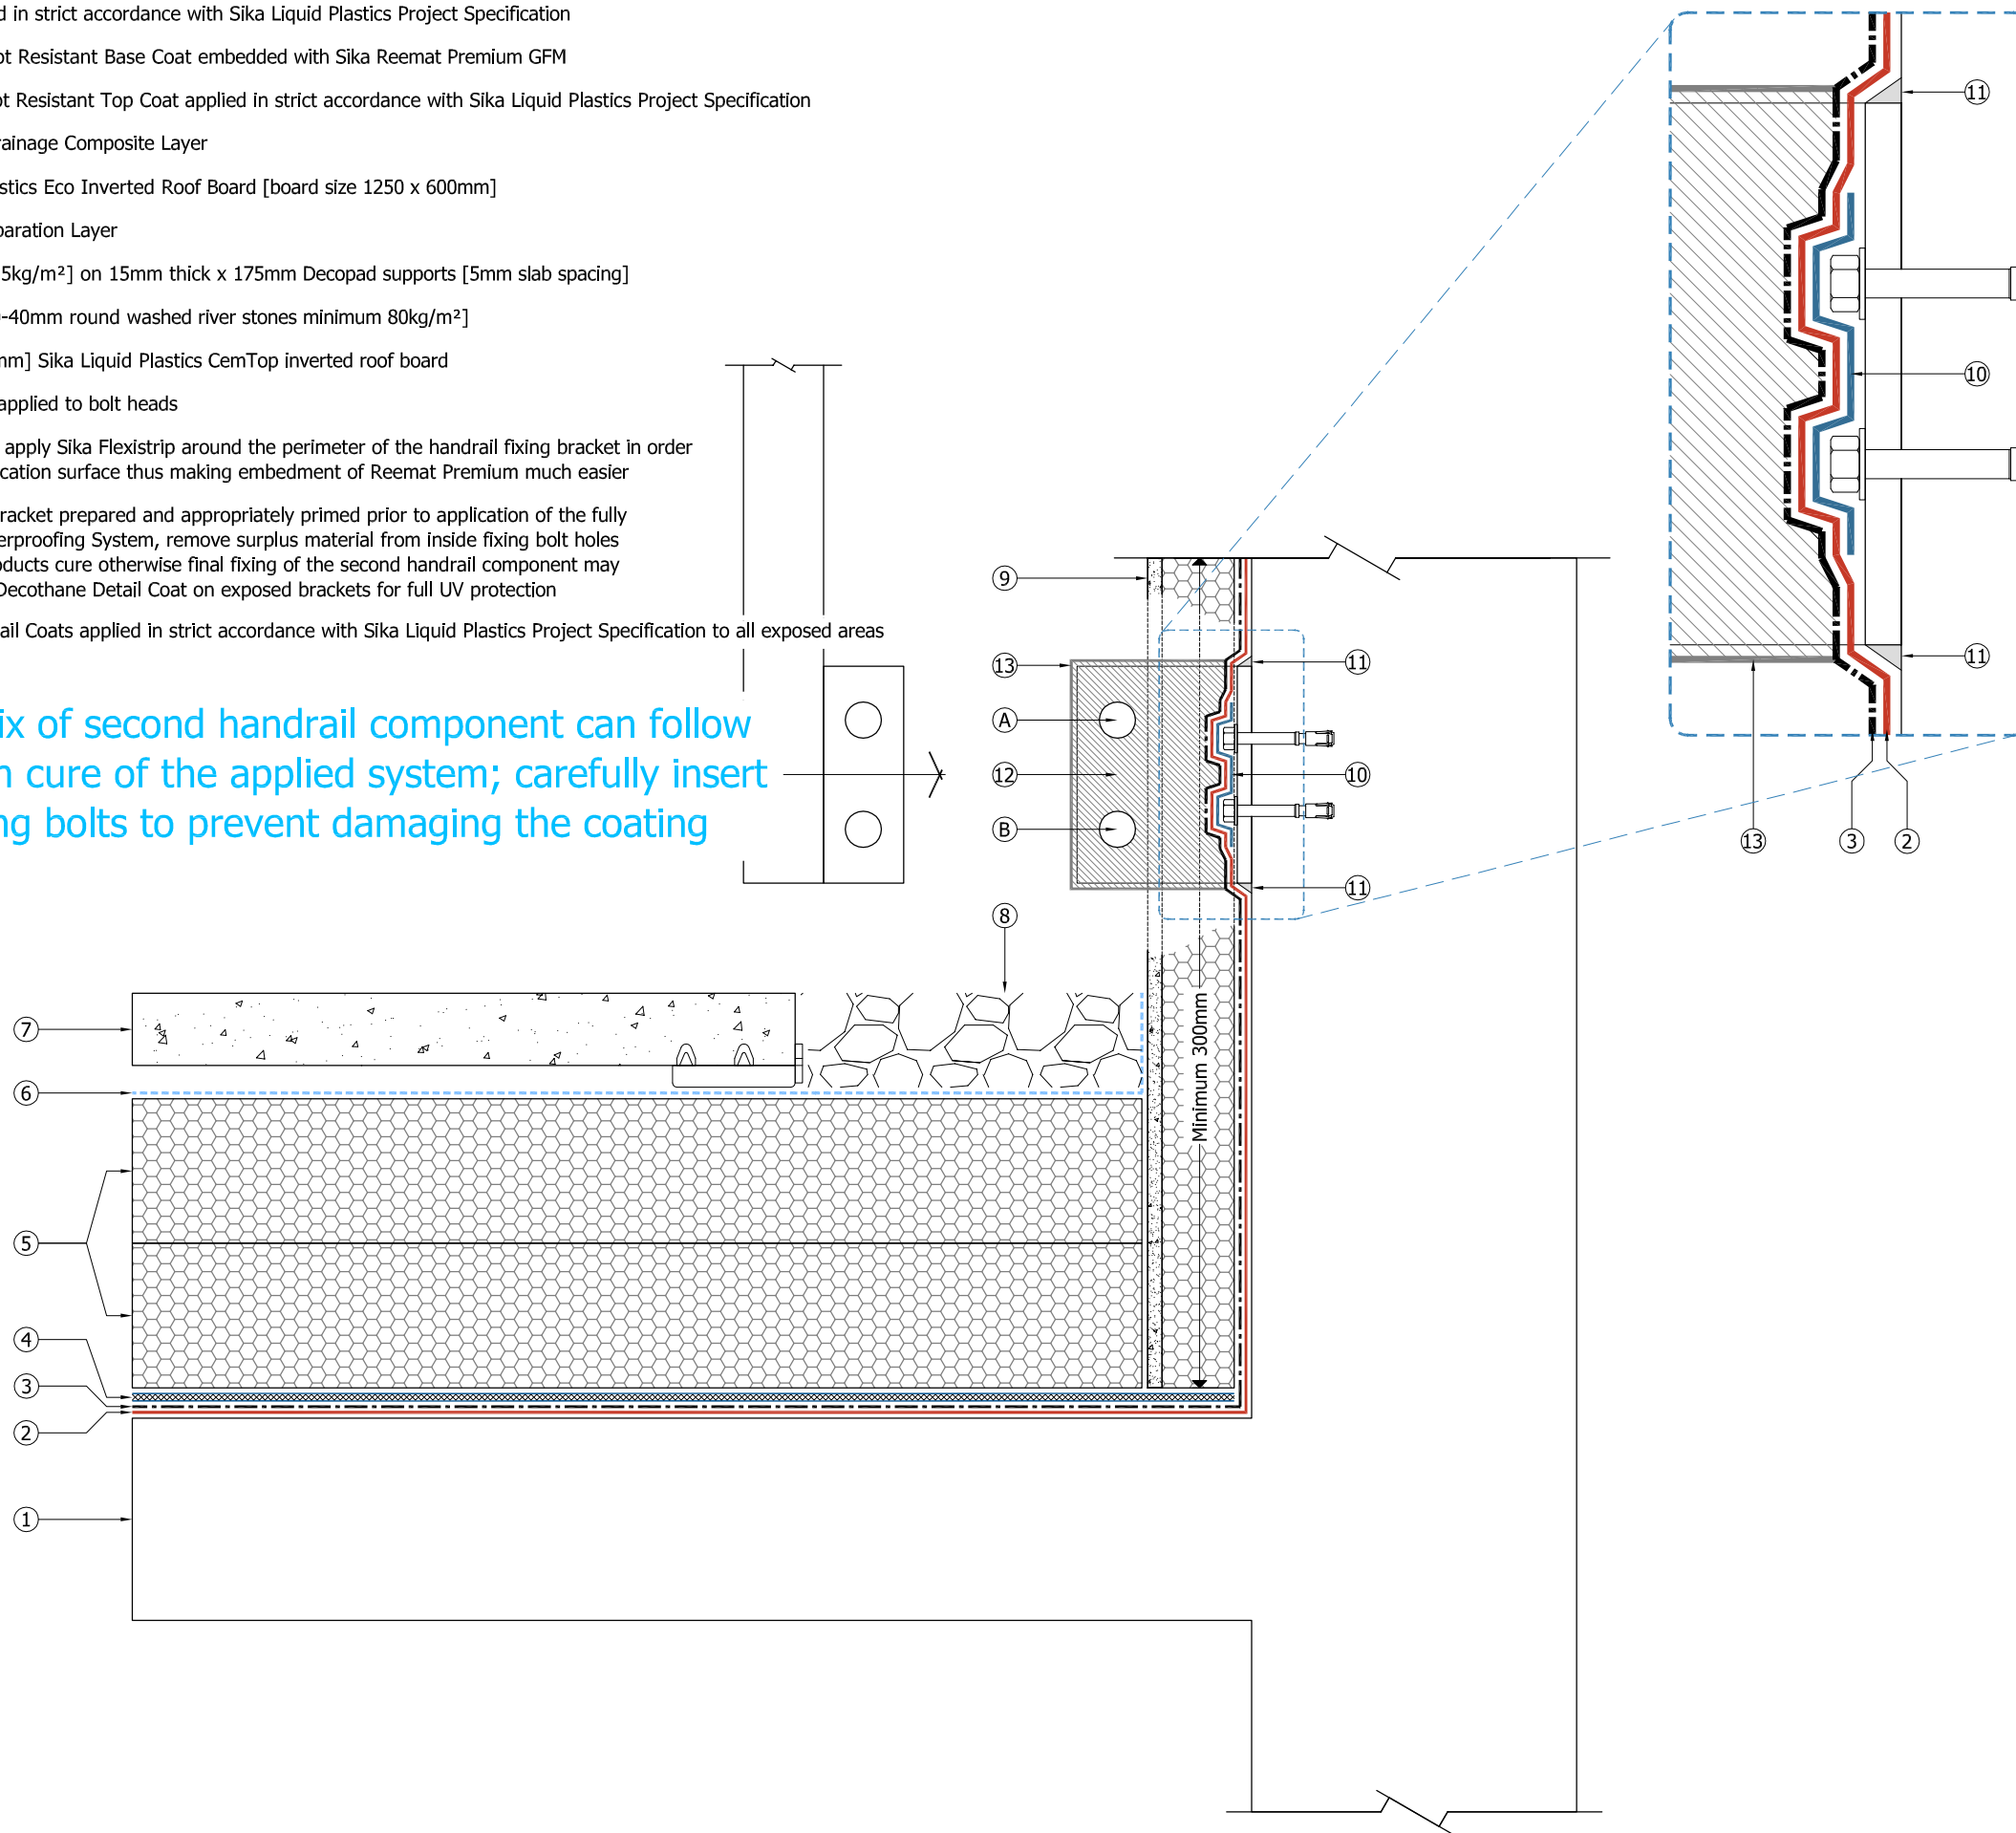 in strict accordance with Sika Liquid Plastics Project Specification
Resistant Base Coat embedded with Sika Reemat Premium GFM
Resistant Top Coat applied in strict accordance with Sika Liquid Plastics Project Specification
Composite Layer
Eco Inverted Roof Board [board size 1250 x 600mm]
Layer
5kg/m²] on 15mm thick x 175mm Decopad supports [5mm slab spacing]
-40mm round washed river stones minimum 80kg/m²]
mm] Sika Liquid Plastics CemTop inverted roof board
applied to bolt heads
apply Sika Flexistrip around the perimeter of the handrail fixing bracket in order
cation surface thus making embedment of Reemat Premium much easier
racket prepared and appropriately primed prior to application of the fully
erproofing System, remove surplus material from inside fixing bolt holes
oducts cure otherwise final fixing of the second handrail component may
Decothane Detail Coat on exposed brackets for full UV protection
ail Coats applied in strict accordance with Sika Liquid Plastics Project Specification to all exposed areas
ix of second handrail component can follow
cure of the applied system; carefully insert
ng bolts to prevent damaging the coating
11
10
11
13
3
2
9
13
11
A
12
10
B
11
8
7
6
5
4
3
2
1
Minimum 300mm